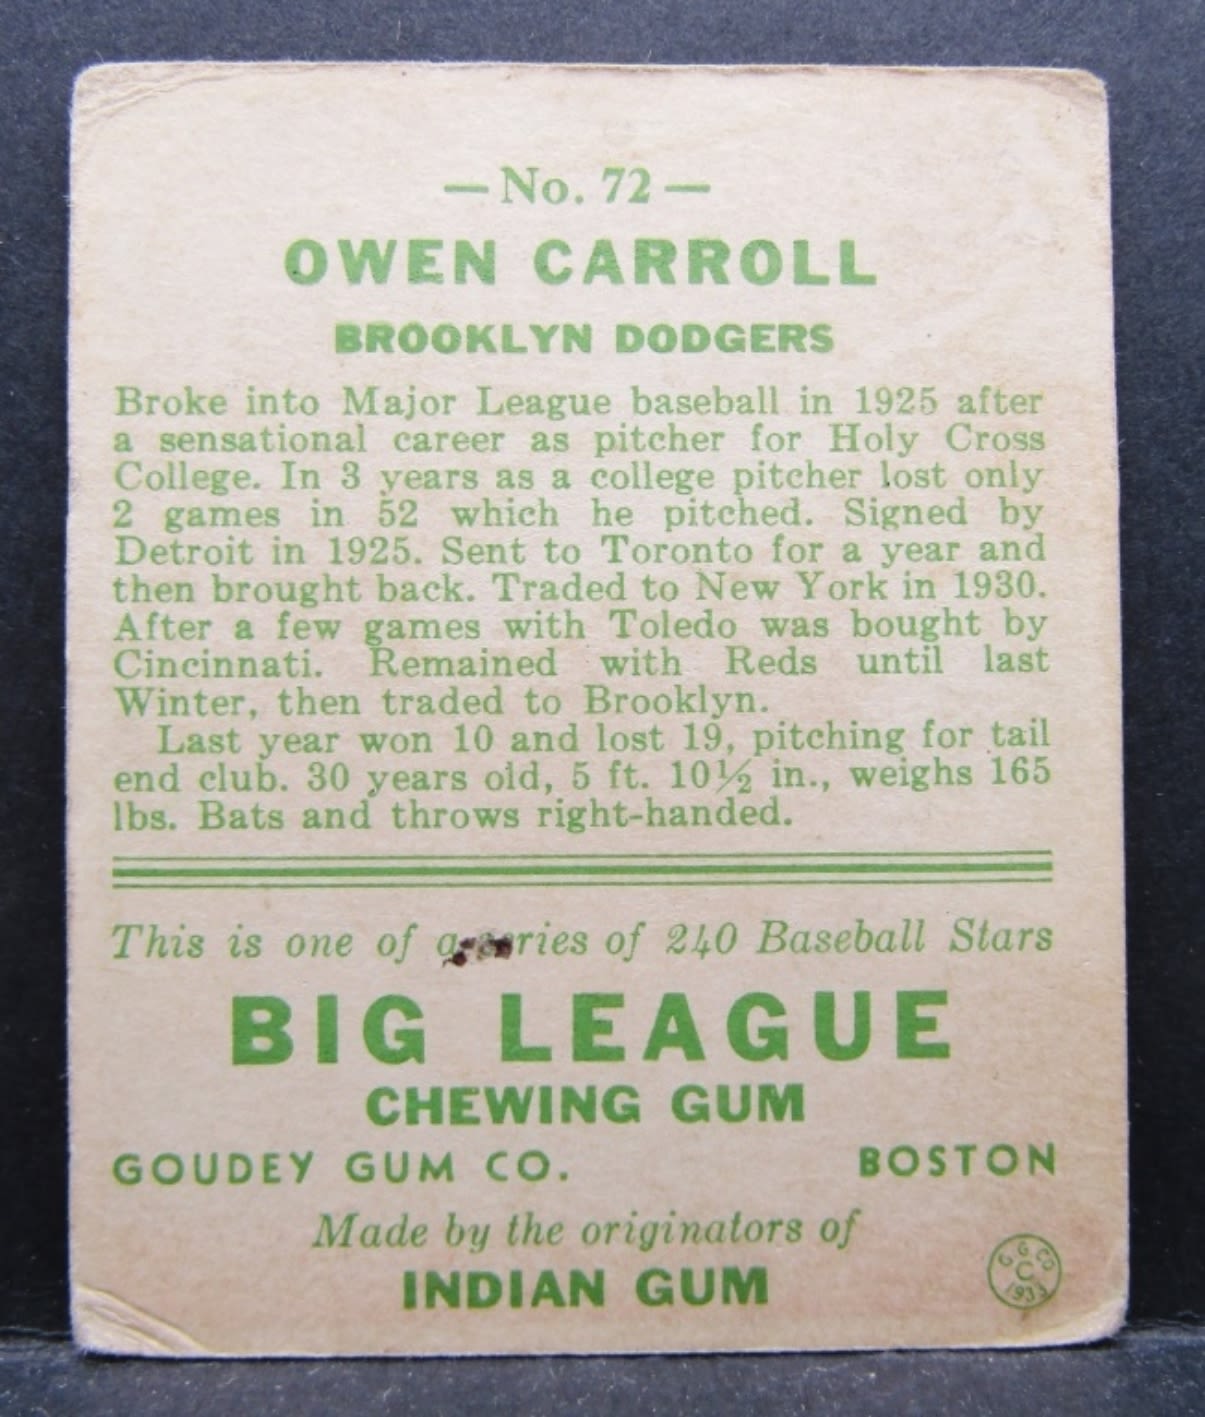 — No. 72 —
OWEN CARROLL
BROOKLYN DODGERS
Broke into Major League baseball in 1925 after
a sensational career as pitcher for Holy Cross
College. In 3 years as a college pitcher lost only
2 games in 52 which he pitched. Signed by
Detroit in 1925. Sent to Toronto for a year and
then brought back. Traded to New York in 1930.
After a few games with Toledo was bought by
Cincinnati. Remained with Reds until last
Winter, then traded to Brooklyn.
Last year won 10 and lost 19, pitching for tail
end club. 30 years old, 5 ft. 10½ in., weighs 165
lbs. Bats and throws right-handed.
This is one of a series of 240 Baseball Stars
BIG LEAGUE
CHEWING GUM
GOUDEY GUM CO. BOSTON
Made by the originators of
INDIAN GUM
G. G. CO
C
1933